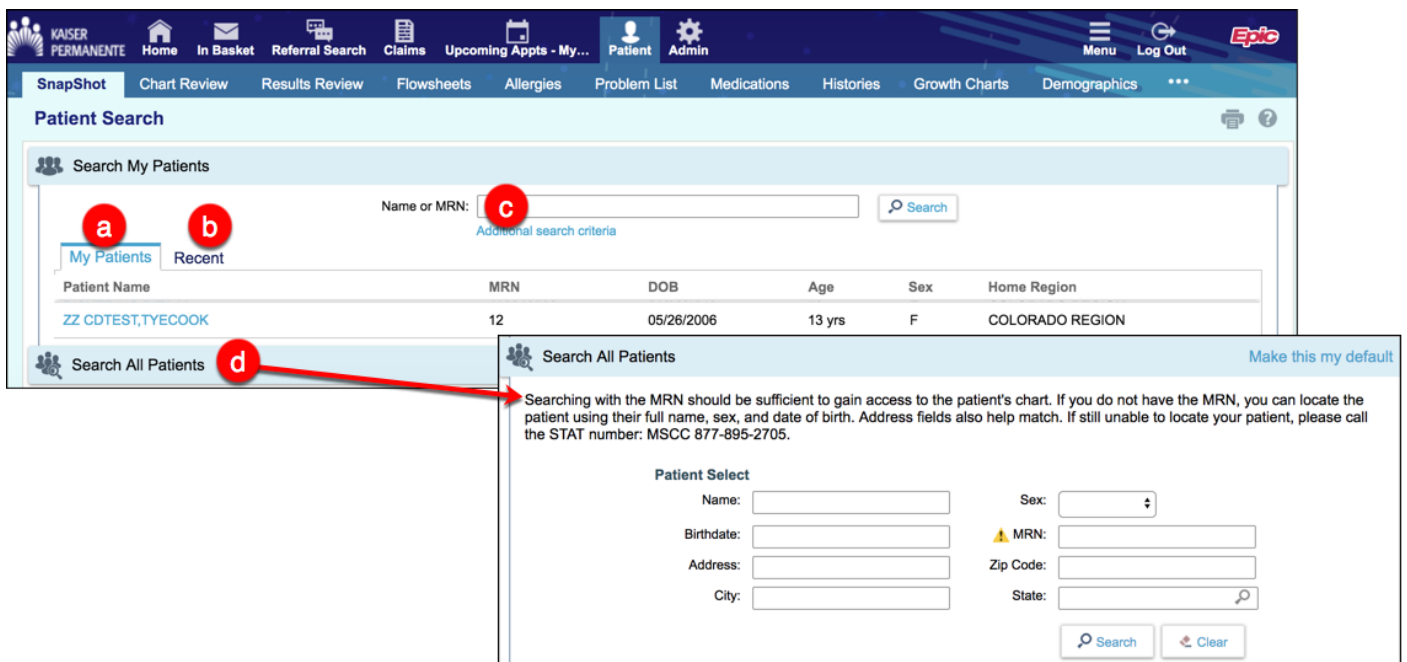 KAISER PERMANENTE
Home In Basket Referral Search Claims Upcoming Appts - My... Patient Admin Menu Log Out Epic
SnapShot Chart Review Results Review Flowsheets Allergies Problem List Medications Histories Growth Charts Demographics •••
Patient Search ?
Search My Patients
Name or MRN: c Search
Additional search criteria
a b
My Patients Recent
Patient Name MRN DOB Age Sex Home Region
ZZ CDTEST,TYECOOK 12 05/26/2006 13 yrs F COLORADO REGION
Search All Patients d
Search All Patients Make this my default
Searching with the MRN should be sufficient to gain access to the patient's chart. If you do not have the MRN, you can locate the
patient using their full name, sex, and date of birth. Address fields also help match. If still unable to locate your patient, please call
the STAT number: MSCC 877-895-2705.
Patient Select
Name: Sex:
Birthdate: MRN:
Address: Zip Code:
City: State:
Search Clear